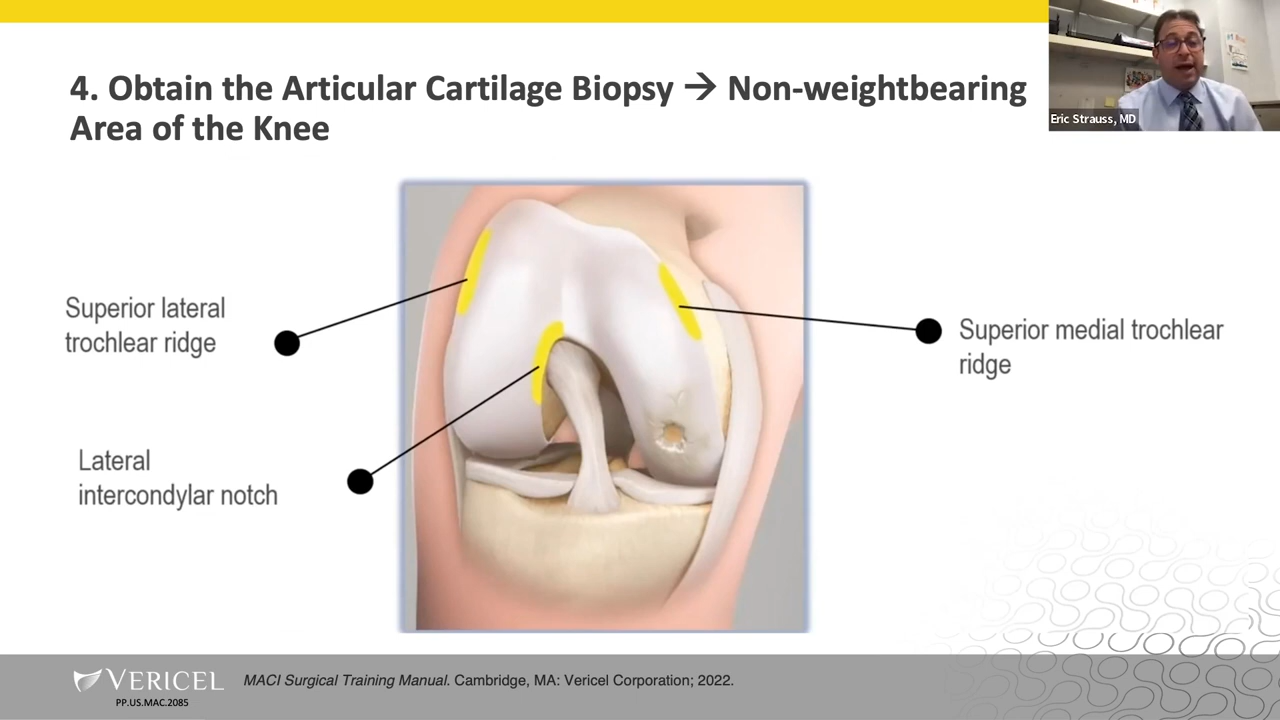 4. Obtain the Articular Cartilage Biopsy → Non-weightbearing
Area of the Knee
Eric Strauss, MD
Superior lateral
trochlear ridge
Superior medial trochlear
ridge
Lateral
intercondylar notch
VERICEL
PP.US.MAC.2085
MACI Surgical Training Manual. Cambridge, MA: Vericel Corporation; 2022.